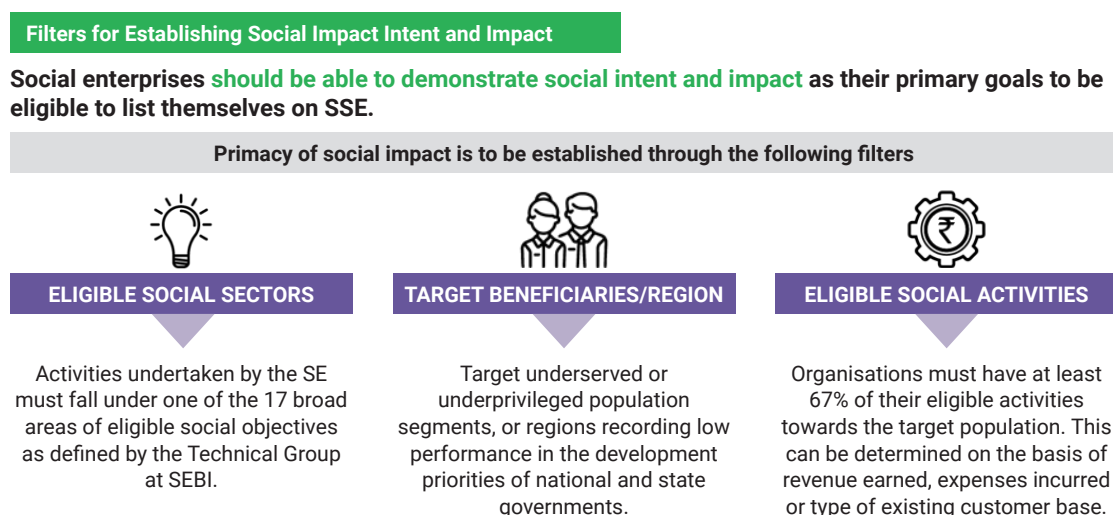 Filters for Establishing Social Impact Intent and Impact
Social enterprises should be able to demonstrate social intent and impact as their primary goals to be
eligible to list themselves on SSE.
Primacy of social impact is to be established through the following filters
₹
ELIGIBLE SOCIAL SECTORS
Activities undertaken by the SE
must fall under one of the 17 broad
areas of eligible social objectives
as defined by the Technical Group
at SEBI.
TARGET BENEFICIARIES/REGION
Target underserved or
underprivileged population
segments, or regions recording low
performance in the development
priorities of national and state
governments.
ELIGIBLE SOCIAL ACTIVITIES
Organisations must have at least
67% of their eligible activities
towards the target population. This
can be determined on the basis of
revenue earned, expenses incurred
or type of existing customer base.